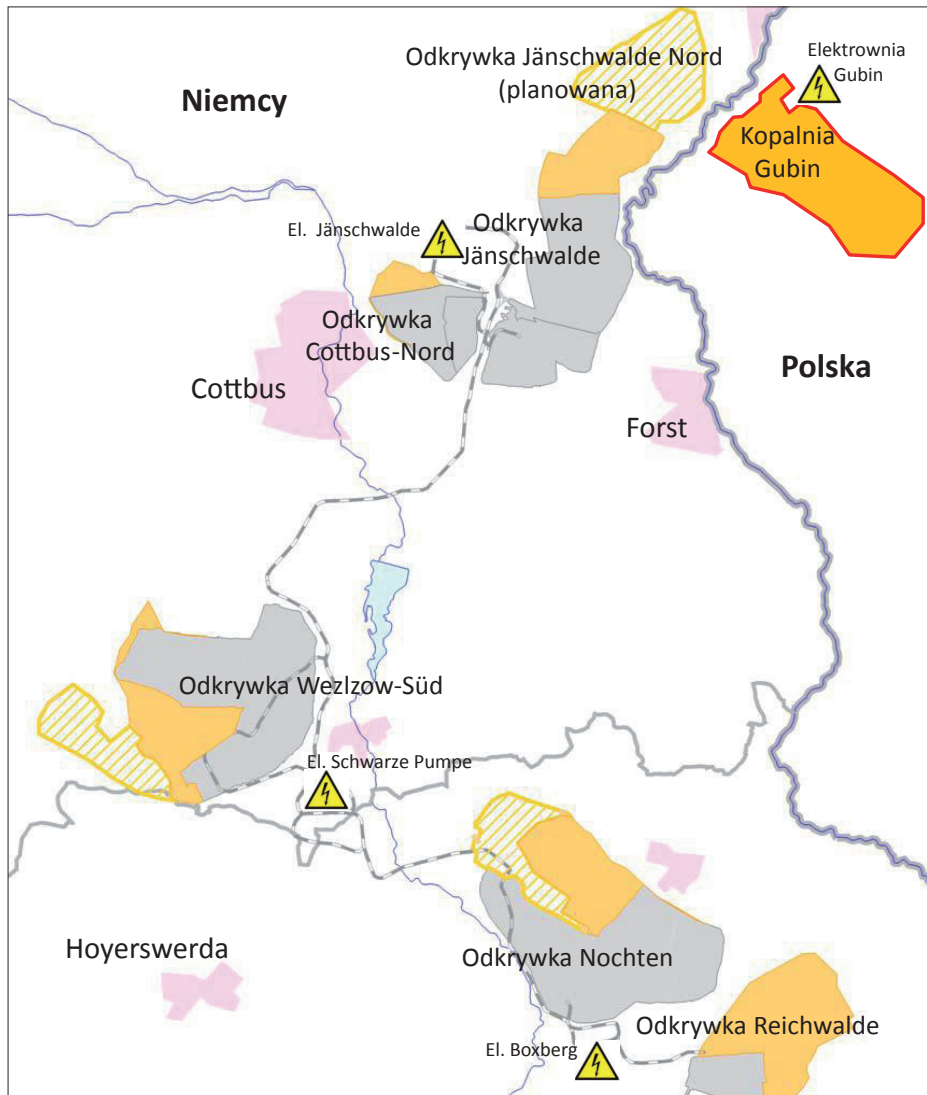 Odkrywka Jänschwalde Nord
(planowana)
Elektrownia
Gubin
Niemcy
Kopalnia
Gubin
El. Jänschwalde
Odkrywka
Jänschwalde
Odkrywka
Cottbus-Nord
Polska
Cottbus
Forst
Odkrywka Wezlzow-Süd
El. Schwarze Pumpe
Hoyerswerda
Odkrywka Nochten
Odkrywka Reichwalde
El. Boxberg